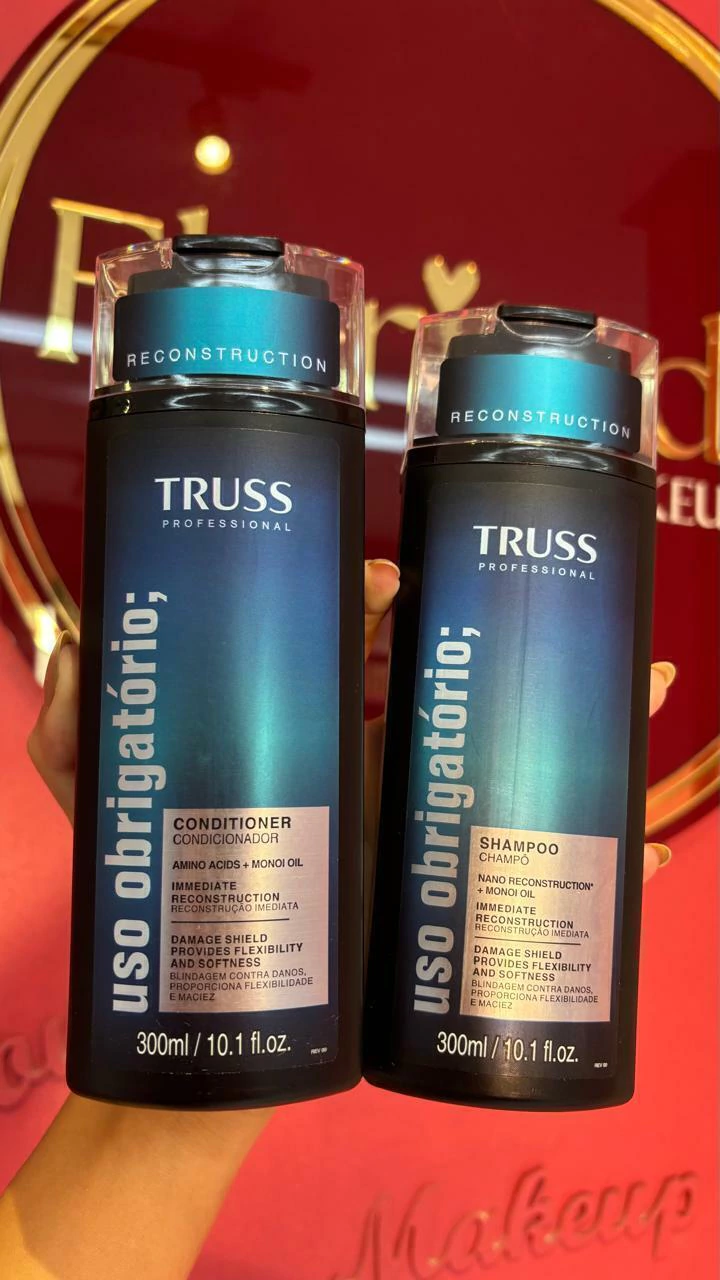 RECONSTRUCTION
TRUSS
PROFESSIONAL
uso obrigatório;
CONDITIONER
CONDICIONADOR
AMINO ACIDS + MONOI OIL
IMMEDIATE
RECONSTRUCTION
RECONSTRUÇÃO IMEDIATA
DAMAGE SHIELD
PROVIDES FLEXIBILITY
AND SOFTNESS
BLINDAGEM CONTRA DANOS,
PROPORCIONA FLEXIBILIDADE
E MACIEZ
300ml / 10.1 fl.oz.
RECONSTRUCTION
TRUSS
PROFESSIONAL
uso obrigatório;
SHAMPOO
CHAMPÔ
NANO RECONSTRUCTION*
+ MONOI OIL
IMMEDIATE
RECONSTRUCTION
RECONSTRUÇÃO IMEDIATA
DAMAGE SHIELD
PROVIDES FLEXIBILITY
AND SOFTNESS
BLINDAGEM CONTRA DANOS,
PROPORCIONA FLEXIBILIDADE
E MACIEZ
300ml / 10.1 fl.oz.
Makeup